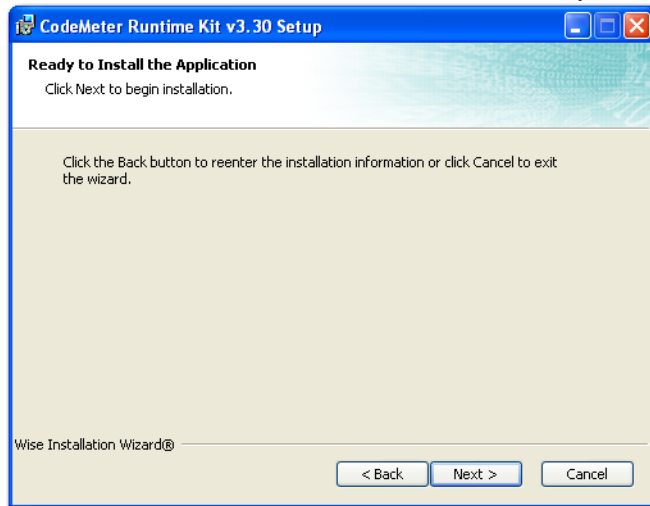 CodeMeter Runtime Kit v3.30 Setup
Ready to Install the Application
Click Next to begin installation.
Click the Back button to reenter the installation information or click Cancel to exit
the wizard.
Wise Installation Wizard®
< Back Next > Cancel